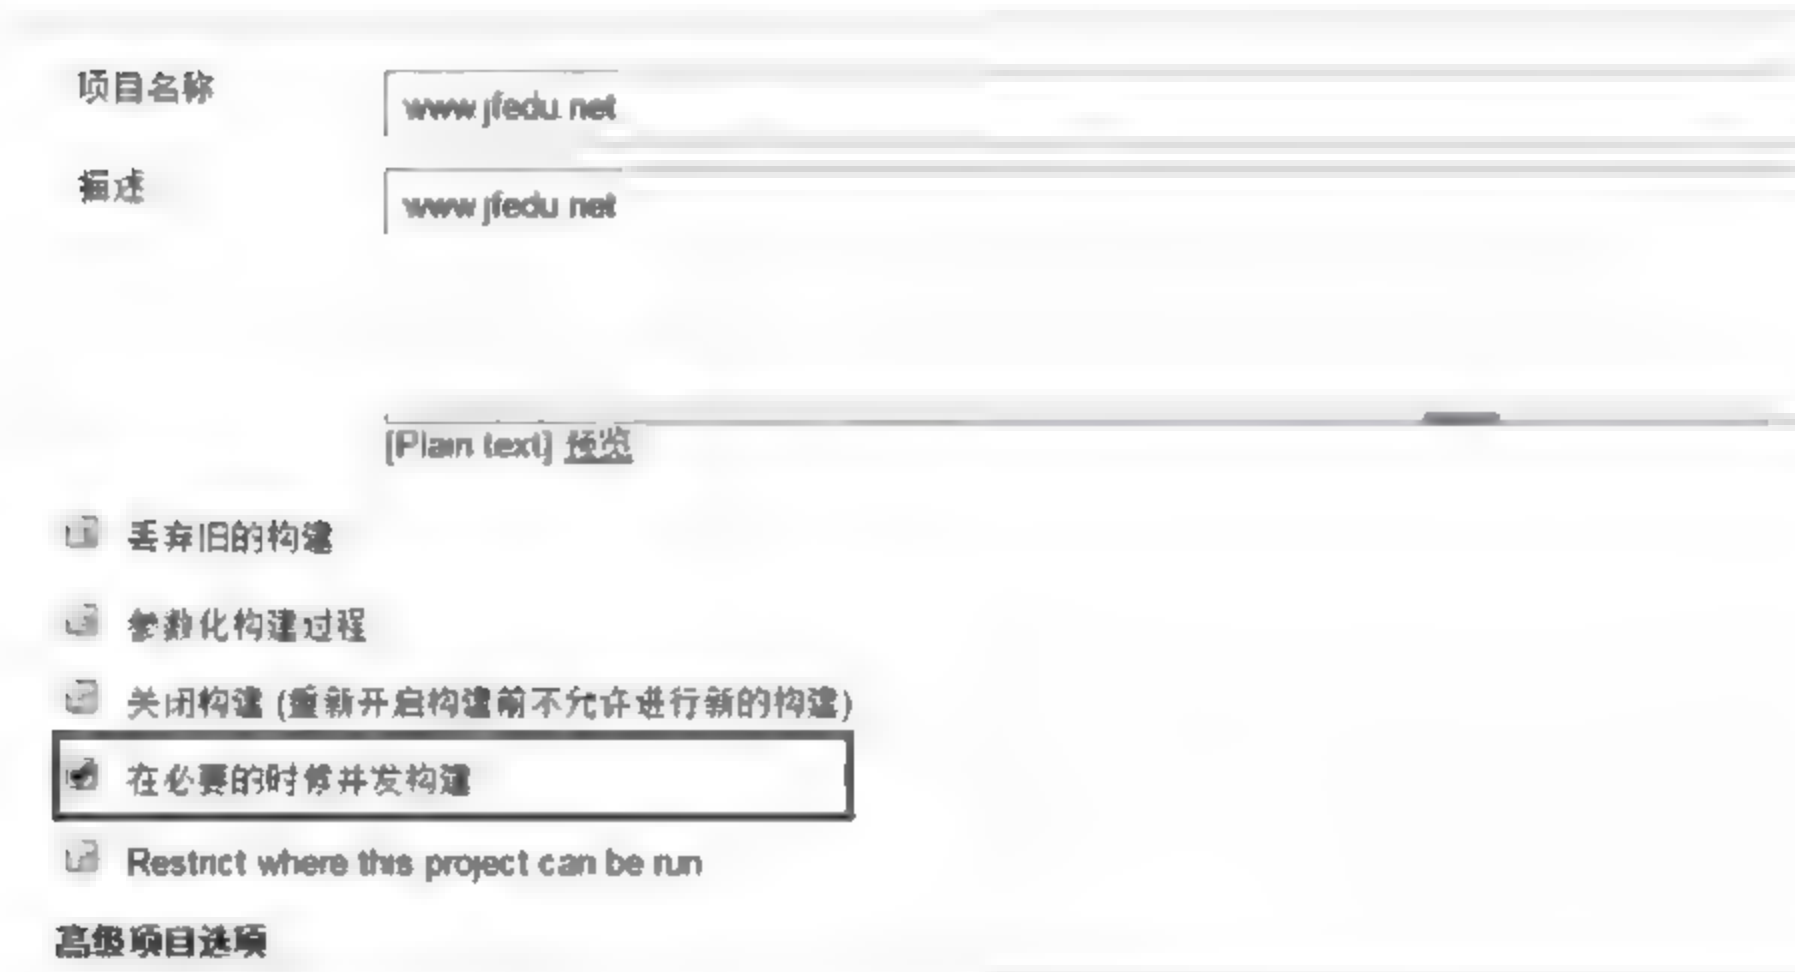 项目名称
www.jfedu.net
描述
www.jfedu.net
[Plain text] 预览
丢弃旧的构建
参数化构建过程
关闭构建 (重新开启构建前不允许进行新的构建)
在必要的时候并发构建
Restrict where this project can be run
高级项目选项